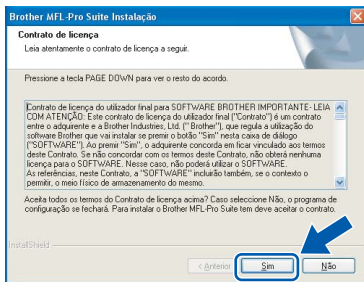 Brother MFL-Pro Suite Instalação
Contrato de licença
Leia atentamente o contrato de licença a seguir.
Pressione a tecla PAGE DOWN para ver o resto do acordo.
Contrato de licença do utilizador final para SOFTWARE BROTHER IMPORTANTE- LEIA
COM ATENÇÃO: Este contrato de licença do utilizador final ("Contrato") é um contrato
entre o adquirente e a Brother Industries, Ltd. (" Brother"), que regula a utilização do
software Brother que vai instalar se premir o botão "Sim" nesta caixa de diálogo
("SOFTWARE"). Ao premir "Sim", o adquirente concorda em ficar vinculado aos termos
deste Contrato. Se não concordar com os termos deste Contrato, não obterá nenhuma
licença para o SOFTWARE. Nesse caso, não poderá utilizar o SOFTWARE.
As referências, neste Contrato, a "SOFTWARE" incluirão também, se o contexto o
permitir, o meio físico de armazenamento do mesmo.
Aceita todos os termos do Contrato de licença acima? Caso seleccione Não, o programa de
configuração se fechará. Para instalar o Brother MFL-Pro Suite tem deve aceitar o contrato.
InstallShield
< Anterior
Sim
Não